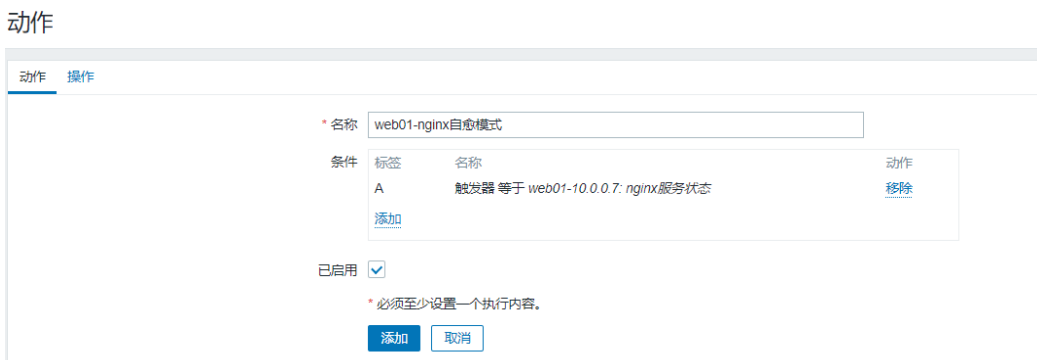 动作
动作 操作
* 名称 web01-nginx自愈模式
条件 标签 名称 动作
A 触发器 等于 web01-10.0.0.7: nginx服务状态 移除
添加
已启用
* 必须至少设置一个执行内容。
添加 取消